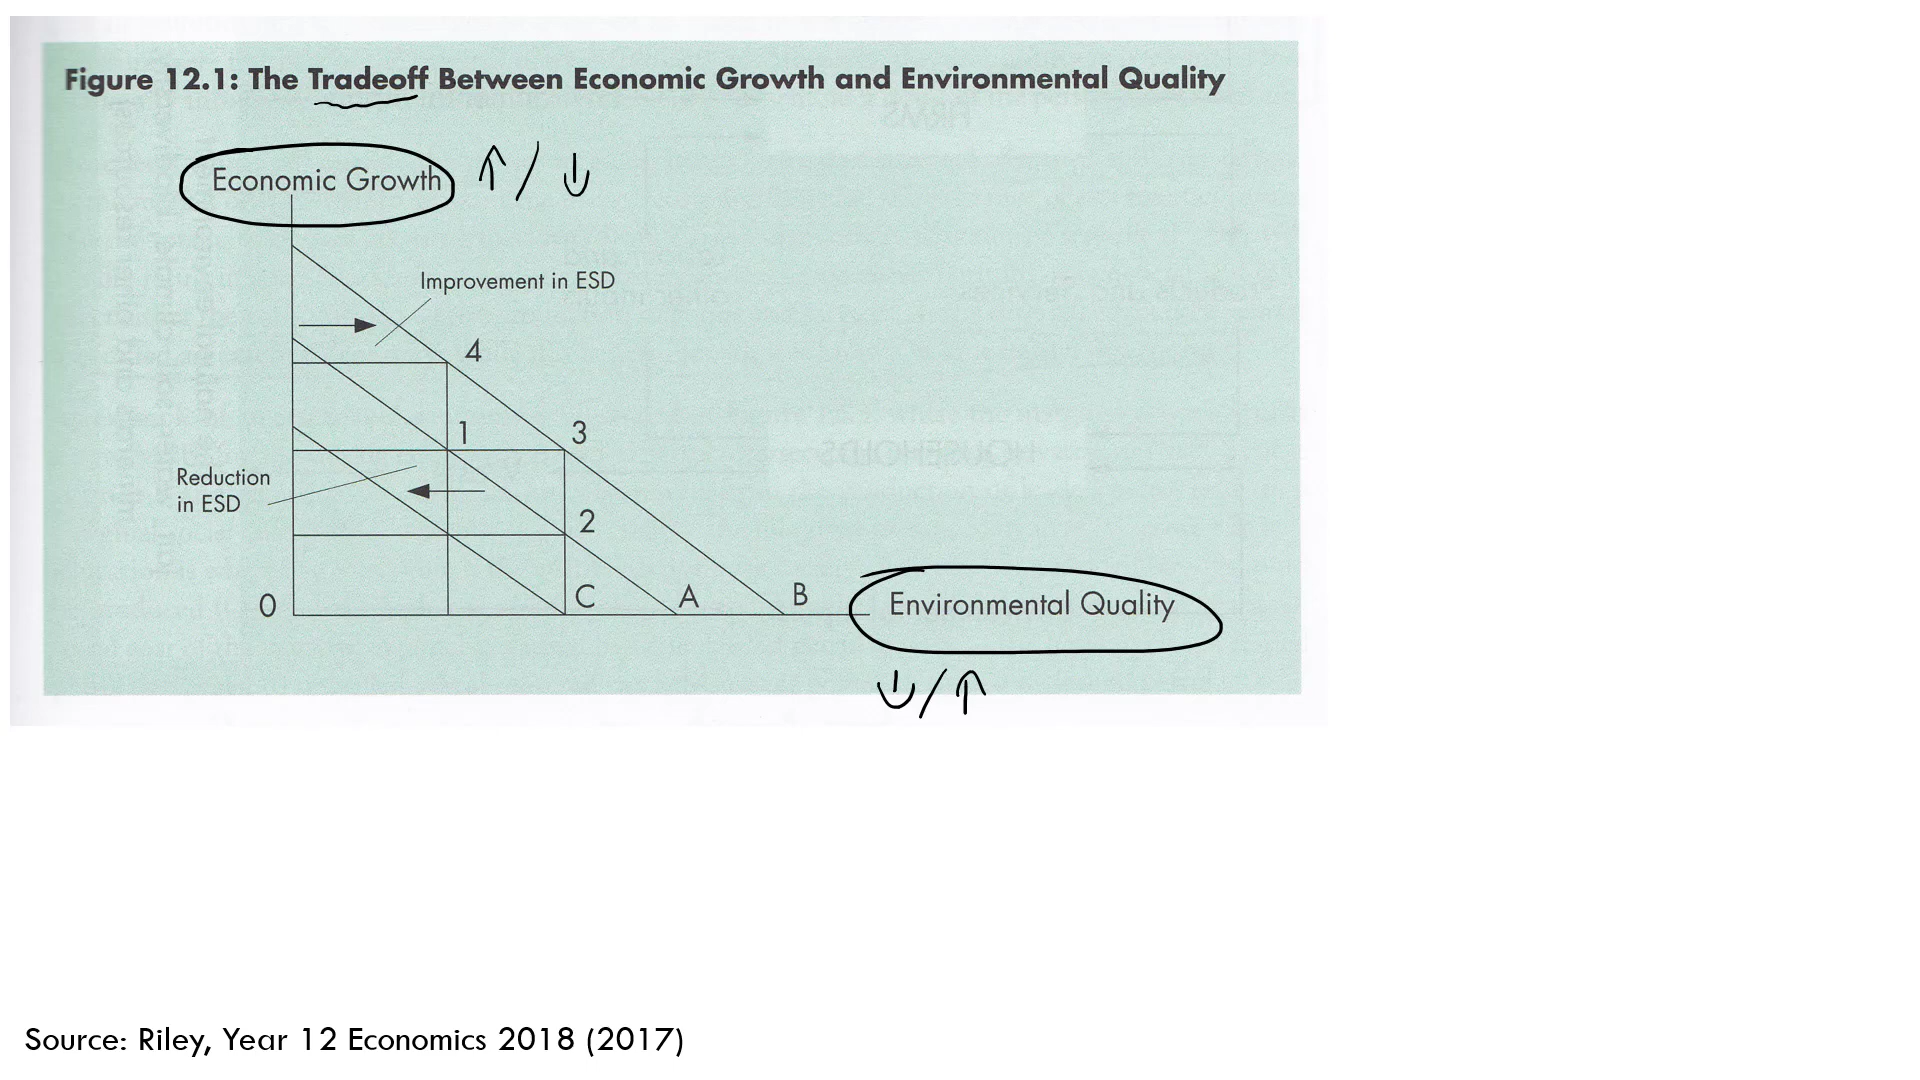 Figure 12.1: The Tradeoff Between Economic Growth and Environmental Quality
Economic Growth ↑ / ↓
Improvement in ESD
4
1
3
Reduction
in ESD
2
0
C
A
B
Environmental Quality
↓/↑
Source: Riley, Year 12 Economics 2018 (2017)